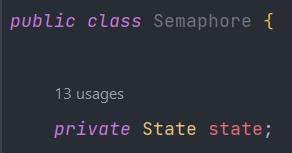 public class Semaphore {
13 usages
private State state;